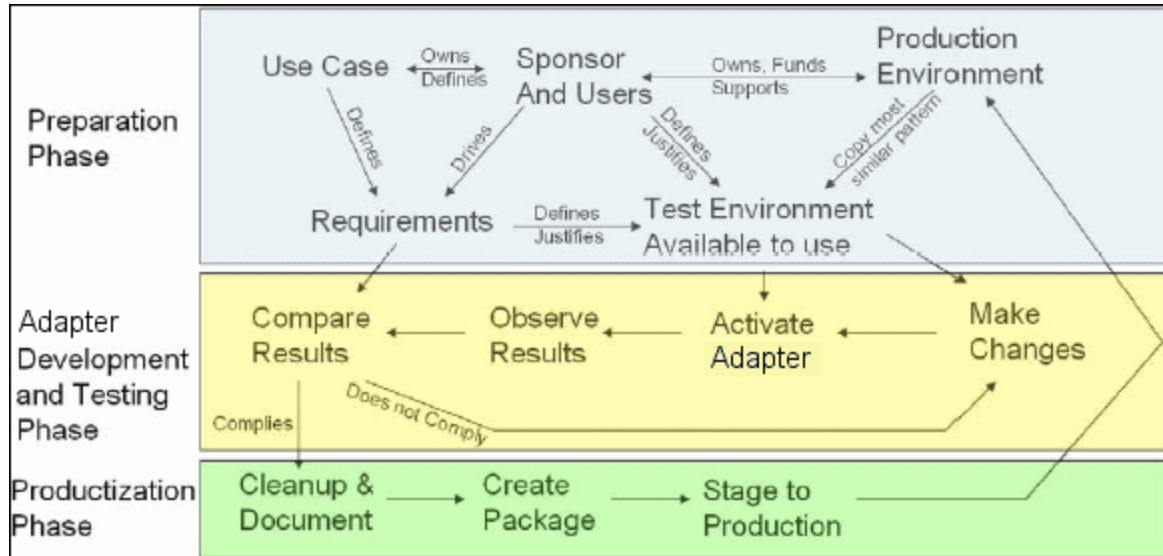 Preparation
Phase
Use Case
Owns
Defines
Sponsor
And Users
Owns, Funds
Supports
Production
Environment
Defines
Drives
Defines
Justifies
Copy most
similar pattern
Requirements
Defines
Justifies
Test Environment
Available to use
Adapter
Development
and Testing
Phase
Compare
Results
Observe
Results
Activate
Adapter
Make
Changes
Complies
Does not Comply
Productization
Phase
Cleanup &
Document
Create
Package
Stage to
Production